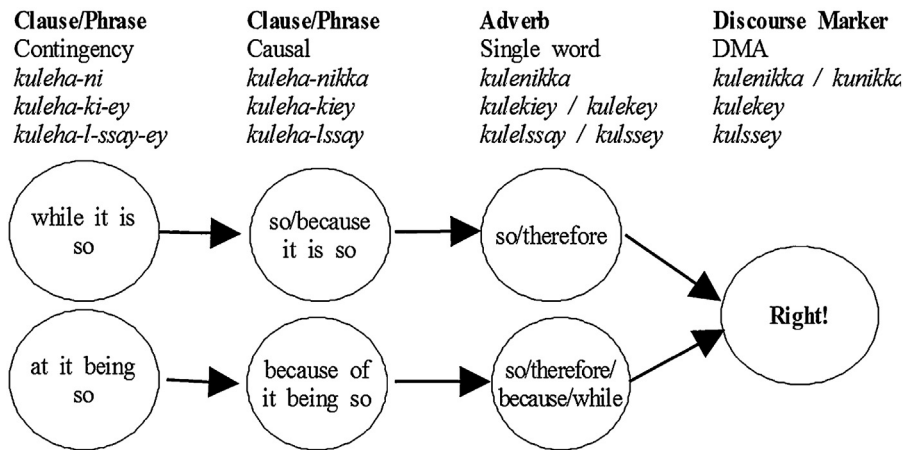 Clause/Phrase Clause/Phrase Adverb Discourse Marker
Contingency Causal Single word DMA
kuleha-ni kuleha-nikka kulenikka kulenikka / kunikka
kuleha-ki-ey kuleha-kiey kulekiey / kulekey kulekey
kuleha-l-ssay-ey kuleha-lssay kulelssay / kulssey kulssey
while it is
so
so/because
it is so
so/therefore
Right!
at it being
so
because of
it being so
so/therefore/
because/while